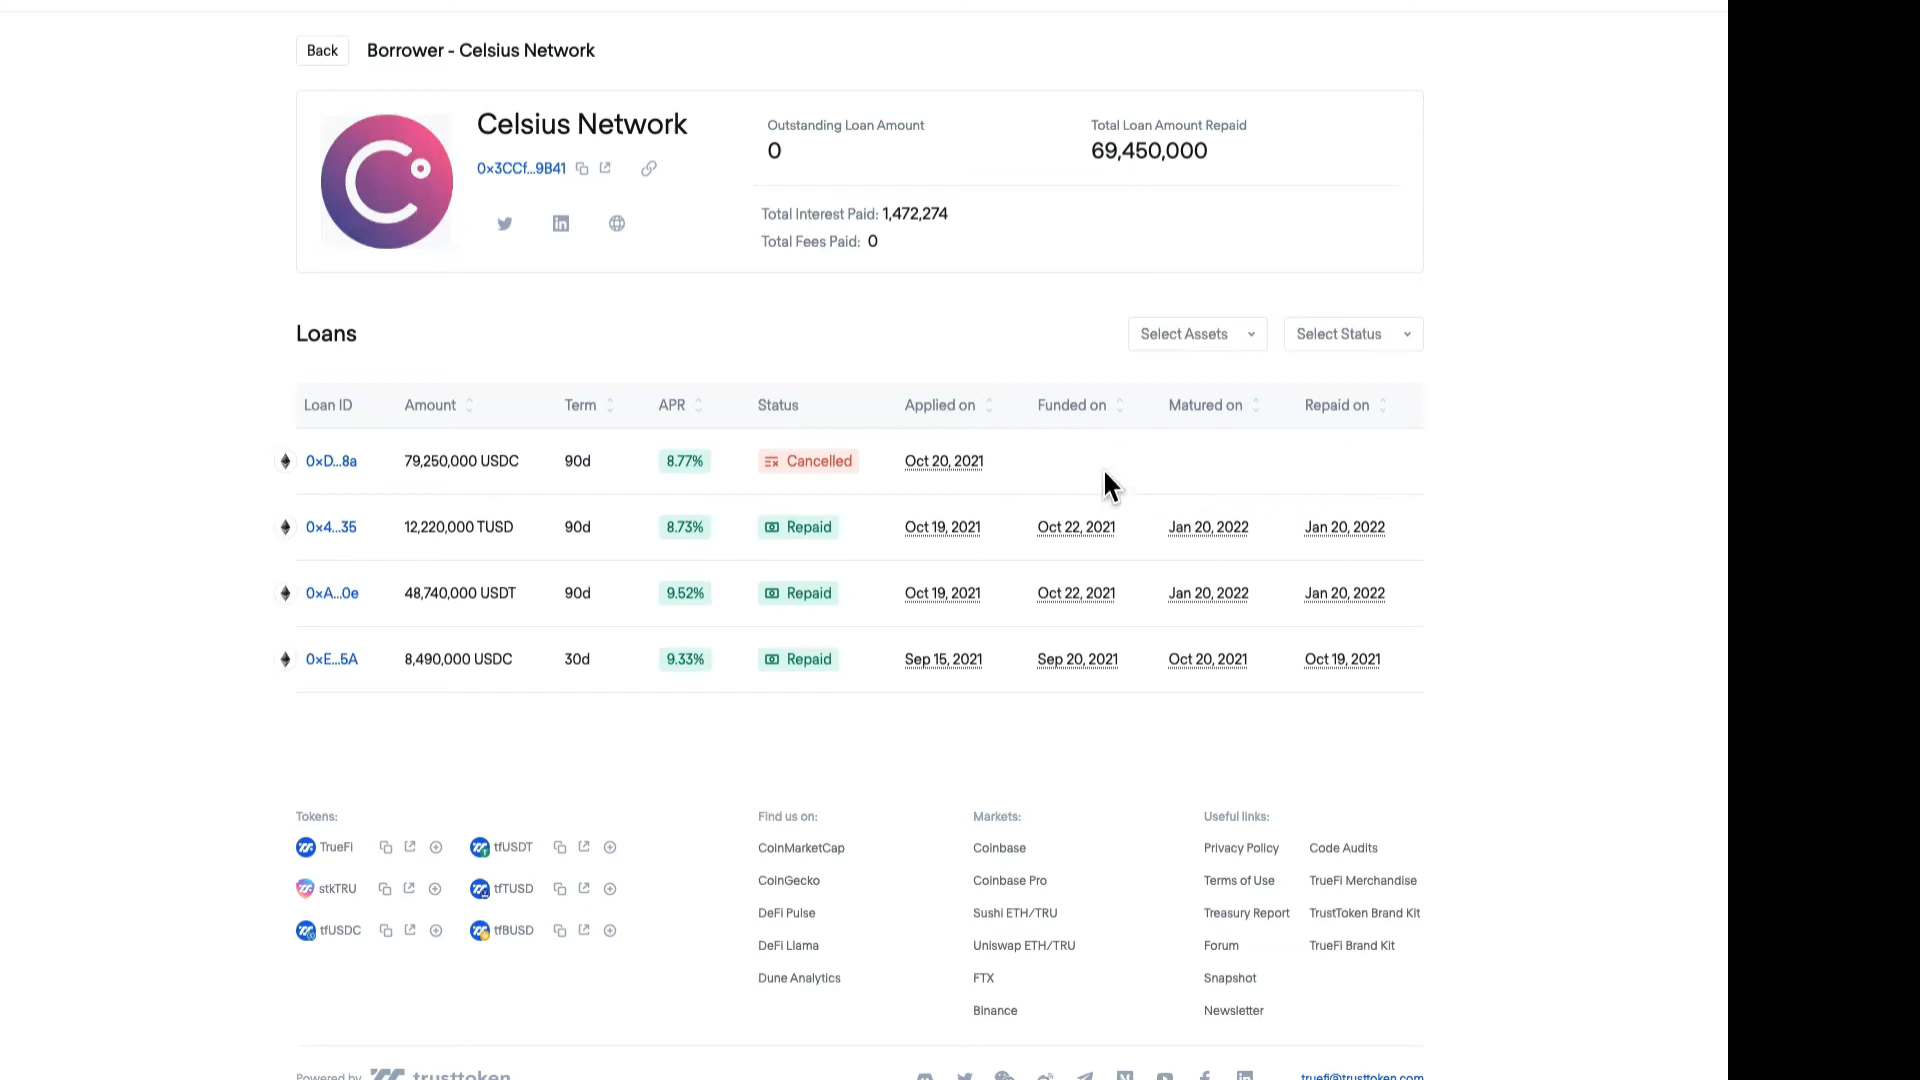 Back Borrower - Celsius Network
Celsius Network
0x3CCf...9B41
Outstanding Loan Amount
0
Total Loan Amount Repaid
69,450,000
Total Interest Paid: 1,472,274
Total Fees Paid: 0
Loans
Select Assets
Select Status
Loan ID Amount Term APR Status Applied on Funded on Matured on Repaid on
0xD...8a 79,250,000 USDC 90d 8.77% Cancelled Oct 20, 2021
0x4...35 12,220,000 TUSD 90d 8.73% Repaid Oct 19, 2021 Oct 22, 2021 Jan 20, 2022 Jan 20, 2022
0xA...0e 48,740,000 USDT 90d 9.52% Repaid Oct 19, 2021 Oct 22, 2021 Jan 20, 2022 Jan 20, 2022
0xE...5A 8,490,000 USDC 30d 9.33% Repaid Sep 15, 2021 Sep 20, 2021 Oct 20, 2021 Oct 19, 2021
Tokens:
TrueFi
tfUSDT
stkTRU
tfTUSD
tfUSDC
tfBUSD
Find us on:
CoinMarketCap
CoinGecko
DeFi Pulse
DeFi Llama
Dune Analytics
Markets:
Coinbase
Coinbase Pro
Sushi ETH/TRU
Uniswap ETH/TRU
FTX
Binance
Useful links:
Privacy Policy
Terms of Use
Treasury Report
Forum
Snapshot
Newsletter
Code Audits
TrueFi Merchandise
TrustToken Brand Kit
TrueFi Brand Kit
Powered by trusttoken
truefi@trusttoken.com